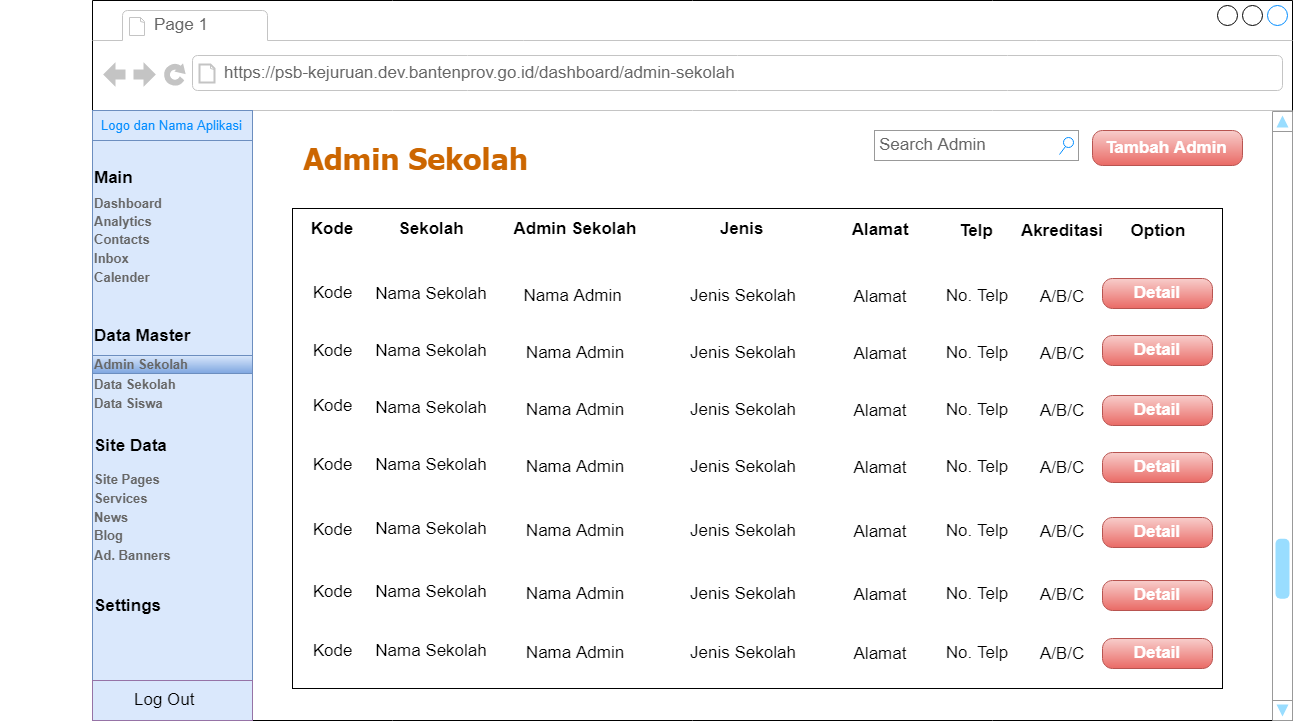 Page 1
https://psb-kejuruan.dev.bantenprov.go.id/dashboard/admin-sekolah
Logo dan Nama Aplikasi
Main
Dashboard
Analytics
Contacts
Inbox
Calender
Data Master
Admin Sekolah
Data Sekolah
Data Siswa
Site Data
Site Pages
Services
News
Blog
Ad. Banners
Settings
Log Out
Admin Sekolah
Search Admin
Tambah Admin
Kode Sekolah Admin Sekolah Jenis Alamat Telp Akreditasi Option
Kode Nama Sekolah Nama Admin Jenis Sekolah Alamat No. Telp A/B/C Detail
Kode Nama Sekolah Nama Admin Jenis Sekolah Alamat No. Telp A/B/C Detail
Kode Nama Sekolah Nama Admin Jenis Sekolah Alamat No. Telp A/B/C Detail
Kode Nama Sekolah Nama Admin Jenis Sekolah Alamat No. Telp A/B/C Detail
Kode Nama Sekolah Nama Admin Jenis Sekolah Alamat No. Telp A/B/C Detail
Kode Nama Sekolah Nama Admin Jenis Sekolah Alamat No. Telp A/B/C Detail
Kode Nama Sekolah Nama Admin Jenis Sekolah Alamat No. Telp A/B/C Detail